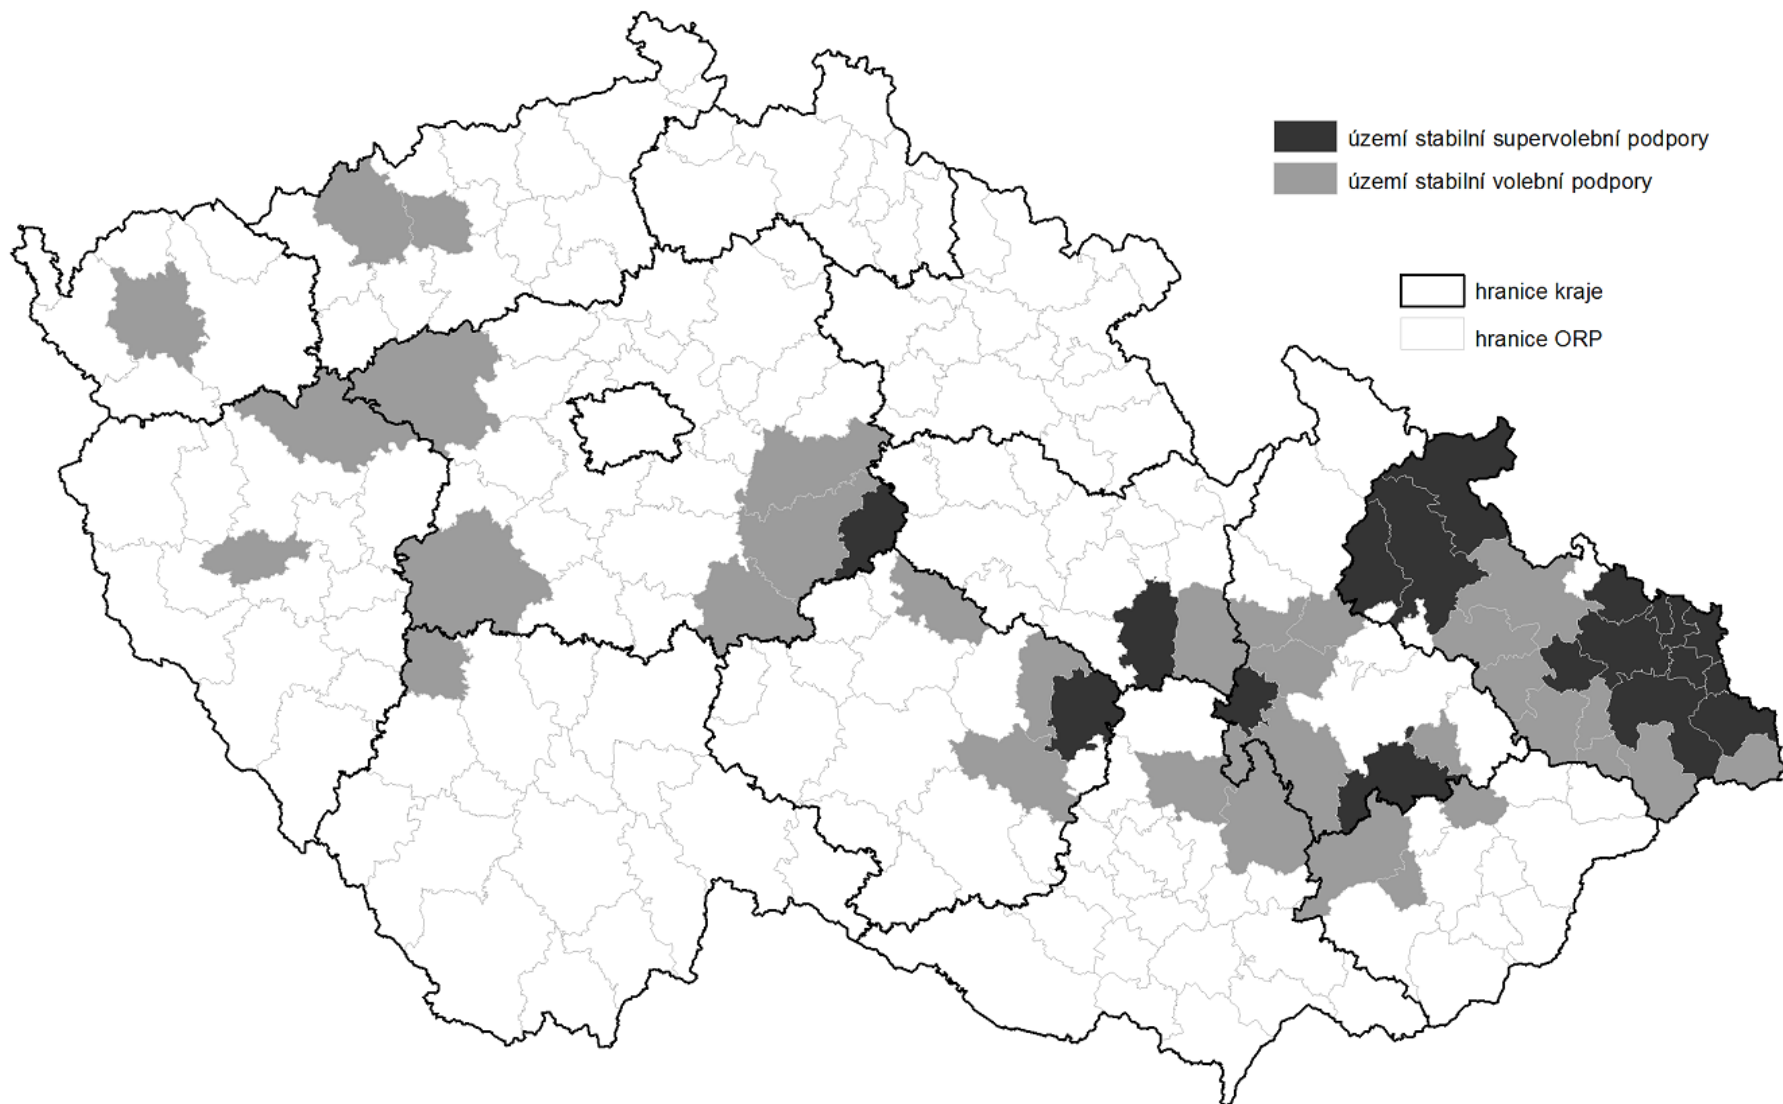 území stabilní supervolební podpory
území stabilní volební podpory
hranice kraje
hranice ORP